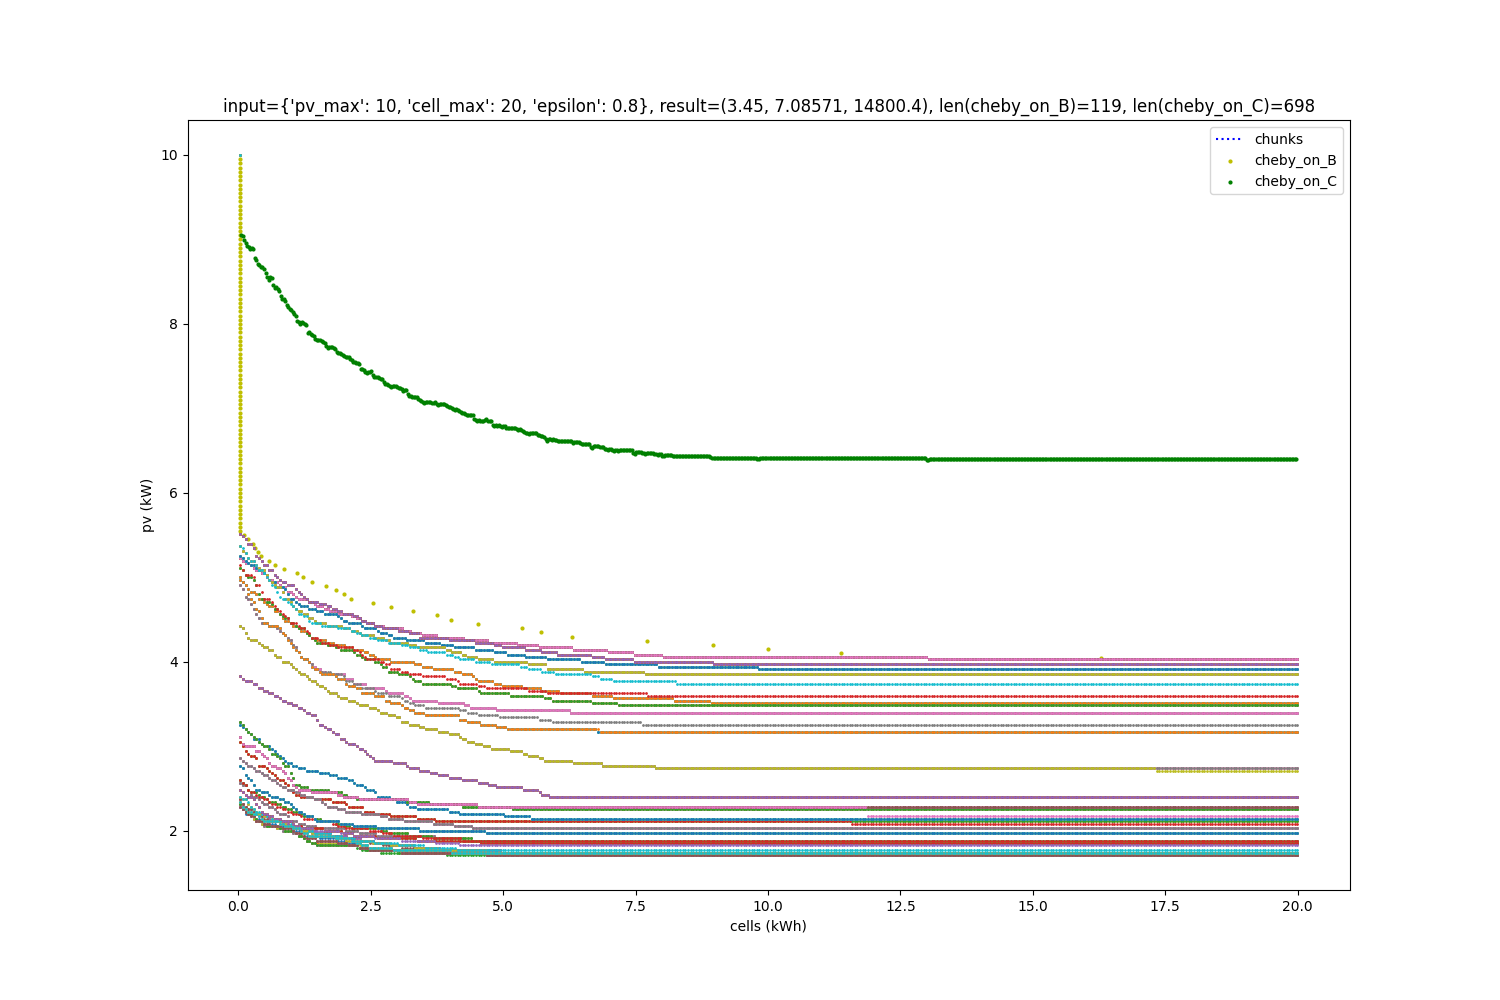 input={'pv_max': 10, 'cell_max': 20, 'epsilon': 0.8}, result=(3.45, 7.08571, 14800.4), len(cheby_on_B)=119, len(cheby_on_C)=698
chunks
cheby_on_B
cheby_on_C
10
8
6
4
2
pv (kW)
0.0 2.5 5.0 7.5 10.0 12.5 15.0 17.5 20.0
cells (kWh)